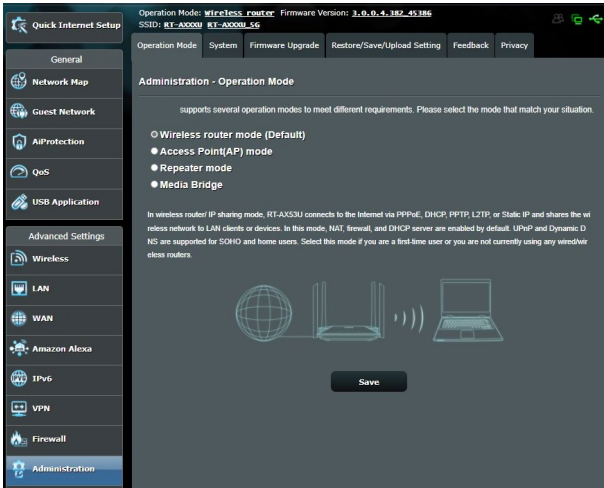 Operation Mode: Wireless router Firmware Version: 3.0.0.4.382_45386
SSID: RT-AXXXU RT-AXXXU_5G
Quick Internet Setup
General
Network Map
Guest Network
AiProtection
QoS
USB Application
Advanced Settings
Wireless
LAN
WAN
Amazon Alexa
IPv6
VPN
Firewall
Administration
Operation Mode System Firmware Upgrade Restore/Save/Upload Setting Feedback Privacy
Administration - Operation Mode
supports several operation modes to meet different requirements. Please select the mode that match your situation.
Wireless router mode (Default)
Access Point(AP) mode
Repeater mode
Media Bridge
In wireless router/ IP sharing mode, RT-AX53U connects to the Internet via PPPoE, DHCP, PPTP, L2TP, or Static IP and shares the wi
reless network to LAN clients or devices. In this mode, NAT, firewall, and DHCP server are enabled by default. UPnP and Dynamic D
NS are supported for SOHO and home users. Select this mode if you are a first-time user or you are not currently using any wired/wir
eless routers.
Save